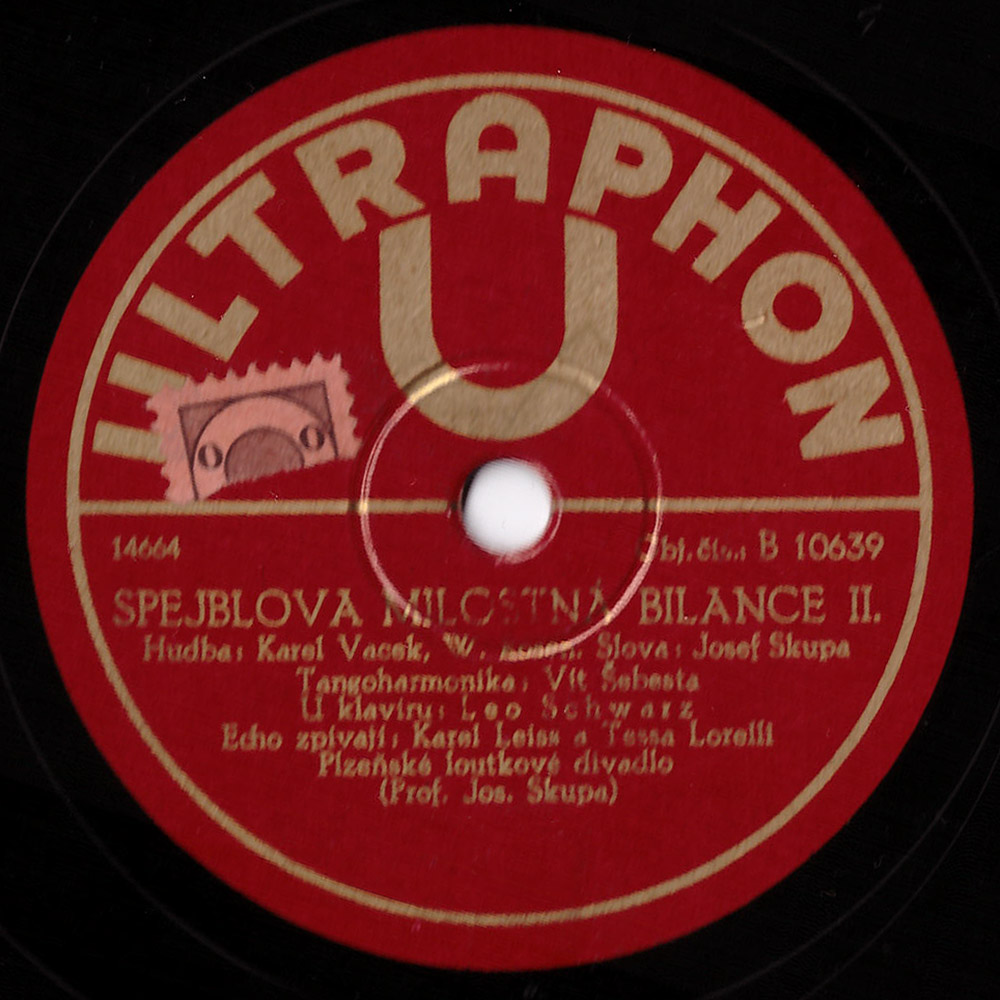 ULTRAPHON
U
14664
Obj. čís.: B 10639
SPEJBLOVA MILOSTNÁ BILANCE II.
Hudba: Karel Vacek, W. Slova: Josef Skupa
Tangoharmonika: Vít Šebesta
U klavíru: Leo Schwarz
Echo zpívají: Karel Leiss a Tessa Lorelli
Plzeňské loutkové divadlo
(Prof. Jos. Skupa)